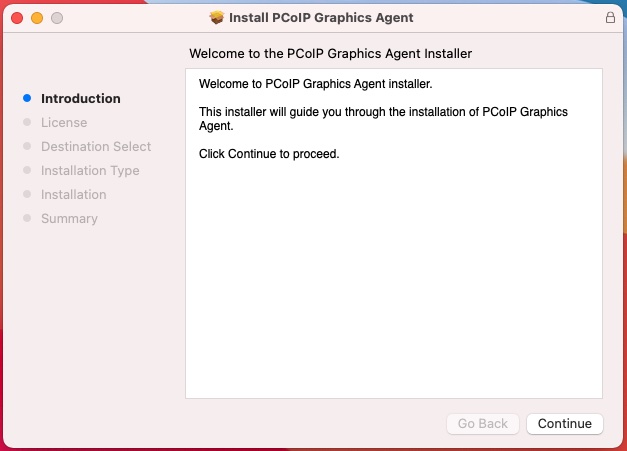 Install PCoIP Graphics Agent
Welcome to the PCoIP Graphics Agent Installer
Introduction
License
Destination Select
Installation Type
Installation
Summary
Welcome to PCoIP Graphics Agent installer.
This installer will guide you through the installation of PCoIP Graphics
Agent.
Click Continue to proceed.
Go Back
Continue